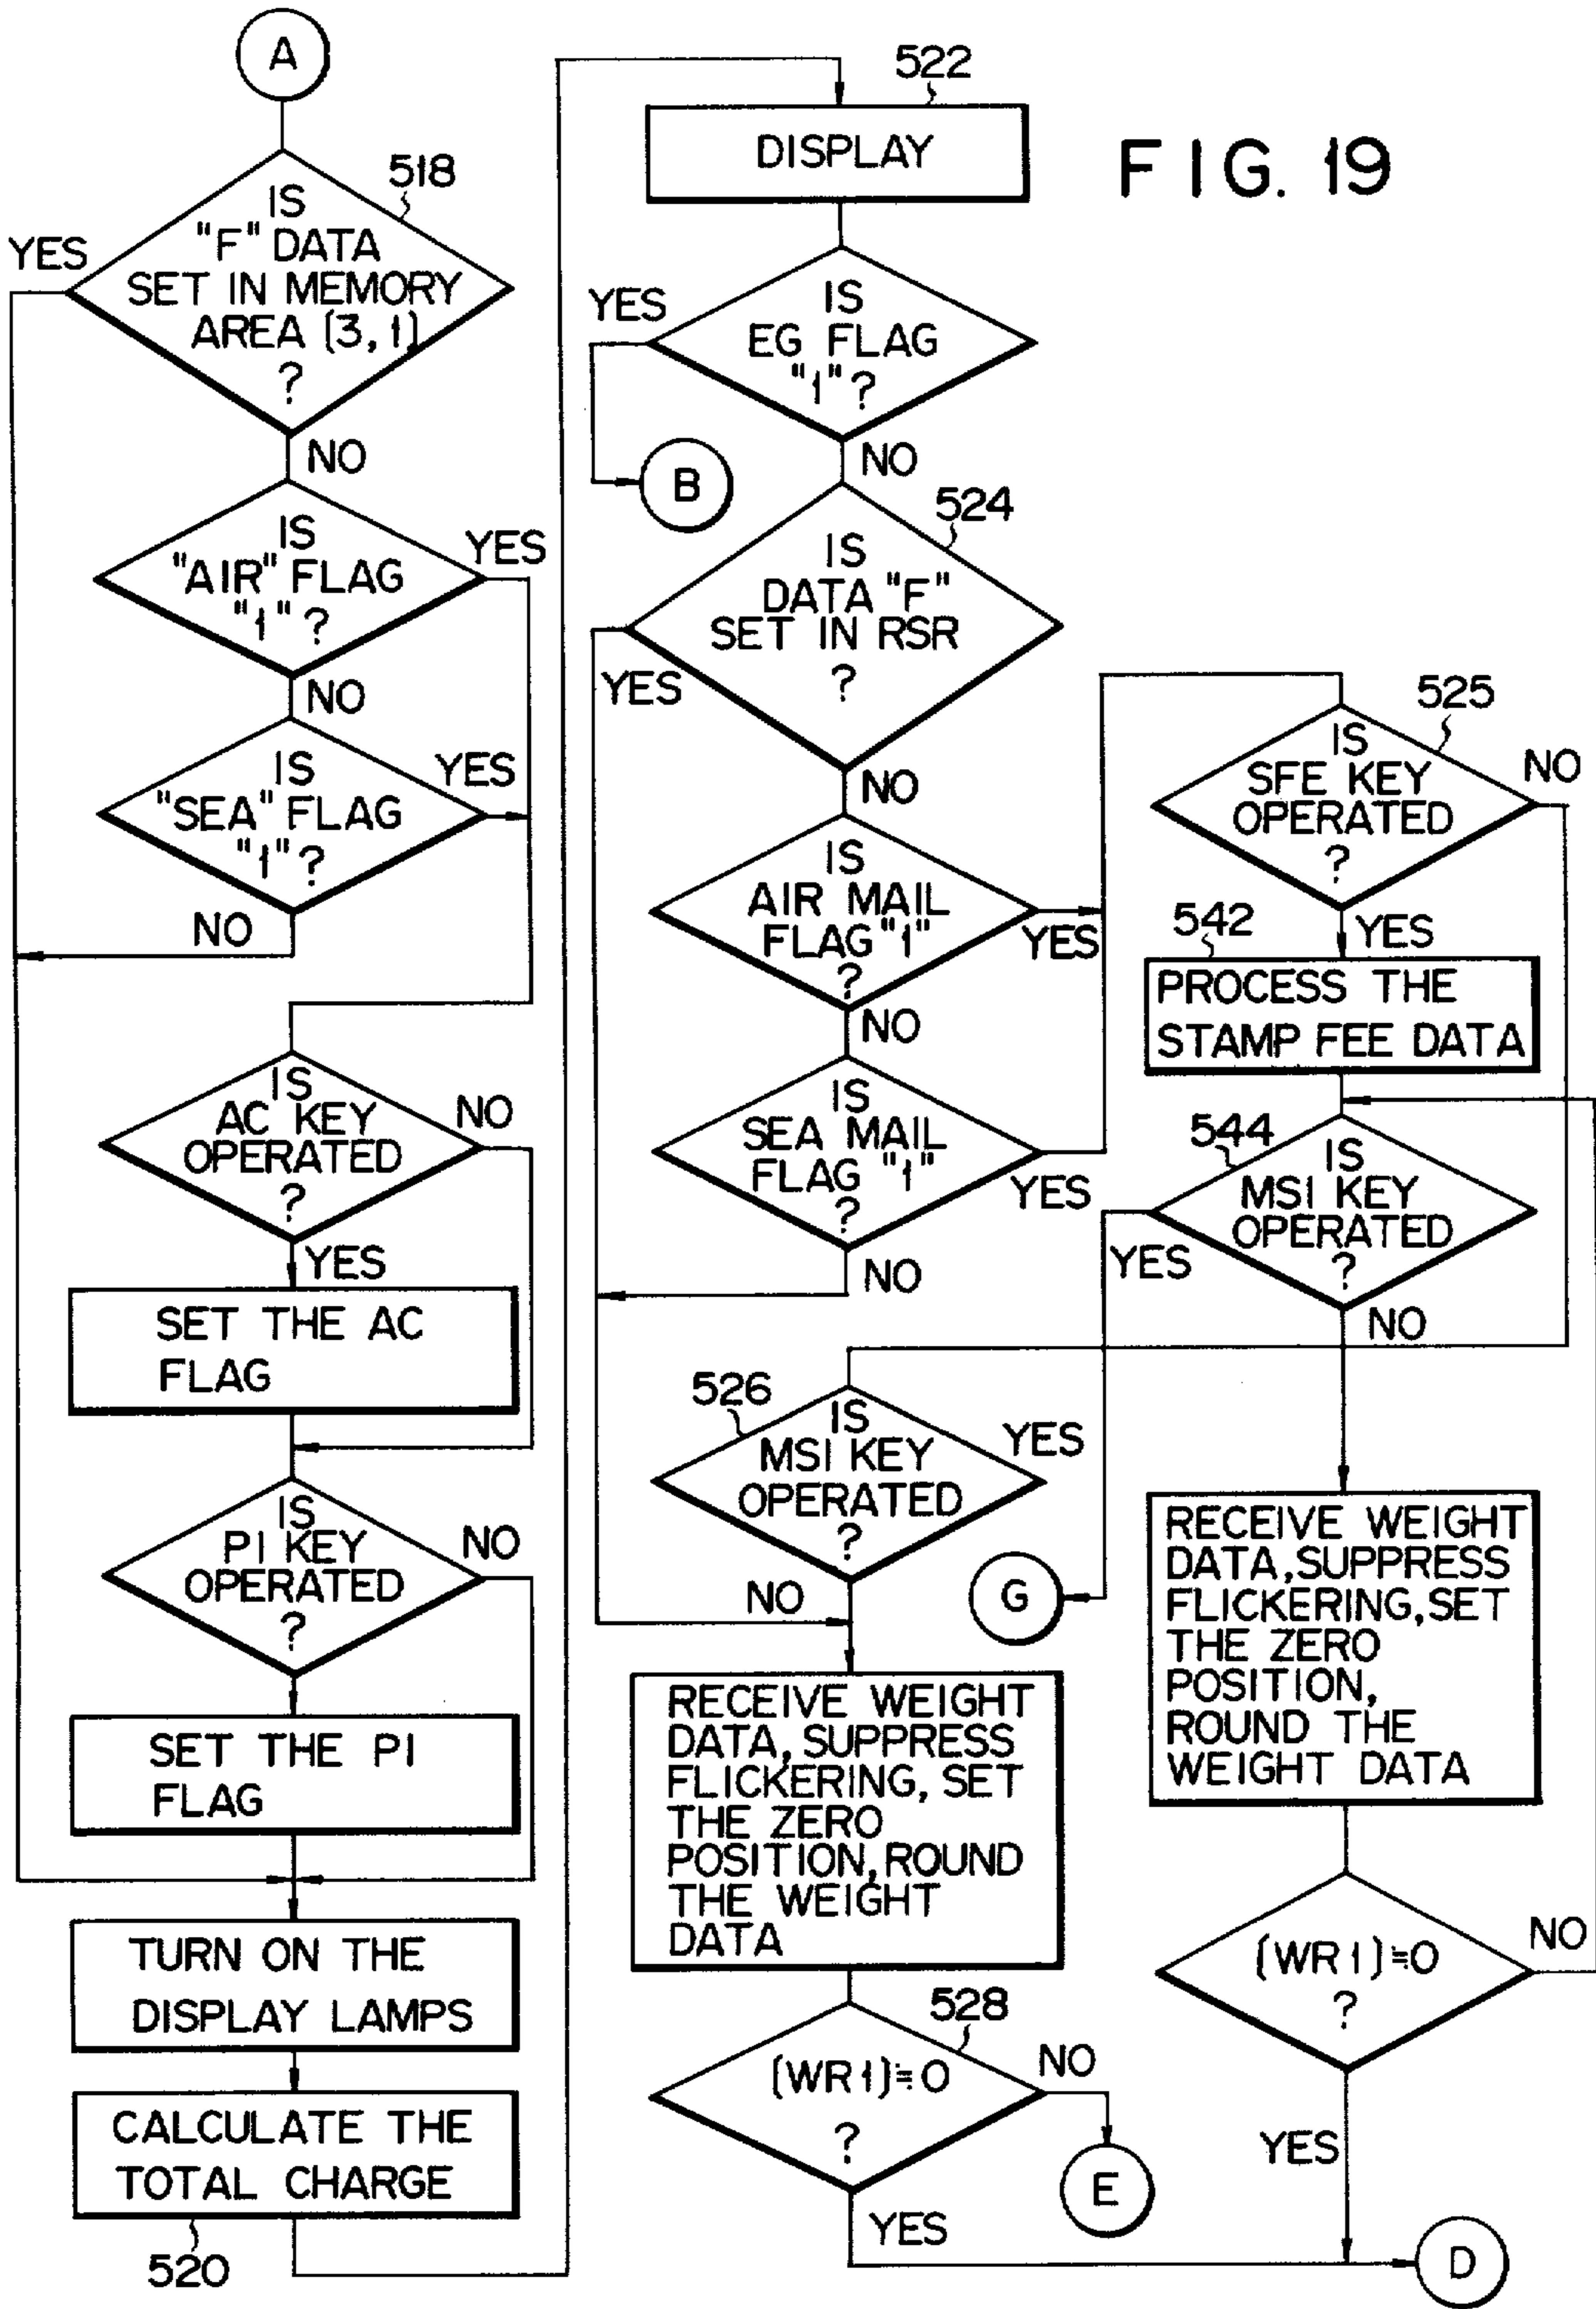 A
518
IS
"F" DATA
SET IN MEMORY
AREA (3,1)
?
YES
NO
IS
"AIR" FLAG
"1" ?
YES
NO
IS
"SEA" FLAG
"1" ?
YES
NO
IS
AC KEY
OPERATED
?
NO
YES
SET THE AC
FLAG
IS
PI KEY
OPERATED
?
NO
SET THE PI
FLAG
TURN ON THE
DISPLAY LAMPS
CALCULATE THE
TOTAL CHARGE
520
522
DISPLAY
FIG. 19
IS
EG FLAG
"1" ?
YES
NO
B
524
IS
DATA "F"
SET IN RSR
?
YES
NO
IS
AIR MAIL
FLAG "1"
?
YES
NO
IS
SEA MAIL
FLAG "1"
?
YES
NO
526
IS
MSI KEY
OPERATED
?
YES
NO
RECEIVE WEIGHT
DATA, SUPPRESS
FLICKERING, SET
THE ZERO
POSITION, ROUND
THE WEIGHT
DATA
528
(WR1)≒0
?
NO
E
YES
525
IS
SFE KEY
OPERATED
?
NO
YES
542
PROCESS THE
STAMP FEE DATA
544
IS
MSI KEY
OPERATED
?
YES
NO
G
RECEIVE WEIGHT
DATA, SUPPRESS
FLICKERING, SET
THE ZERO
POSITION,
ROUND THE
WEIGHT DATA
(WR1)≒0
?
NO
YES
D